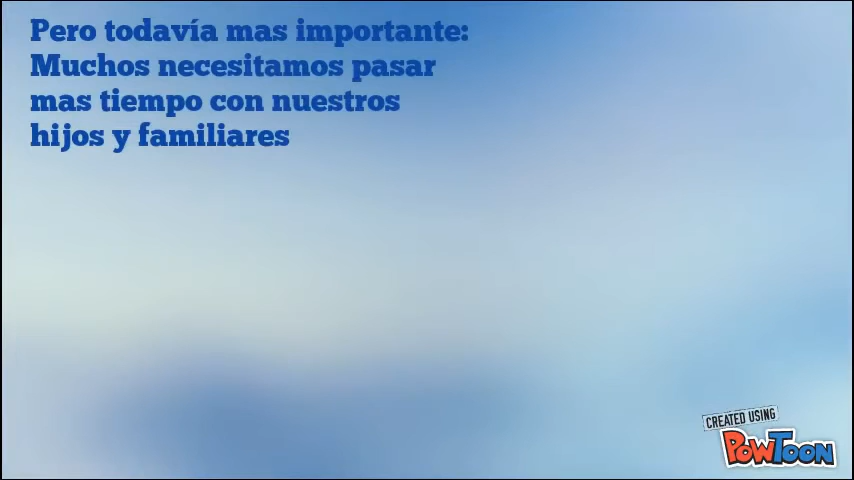 Pero todavía mas importante:
Muchos necesitamos pasar
mas tiempo con nuestros
hijos y familiares
CREATED USING
POWTOON